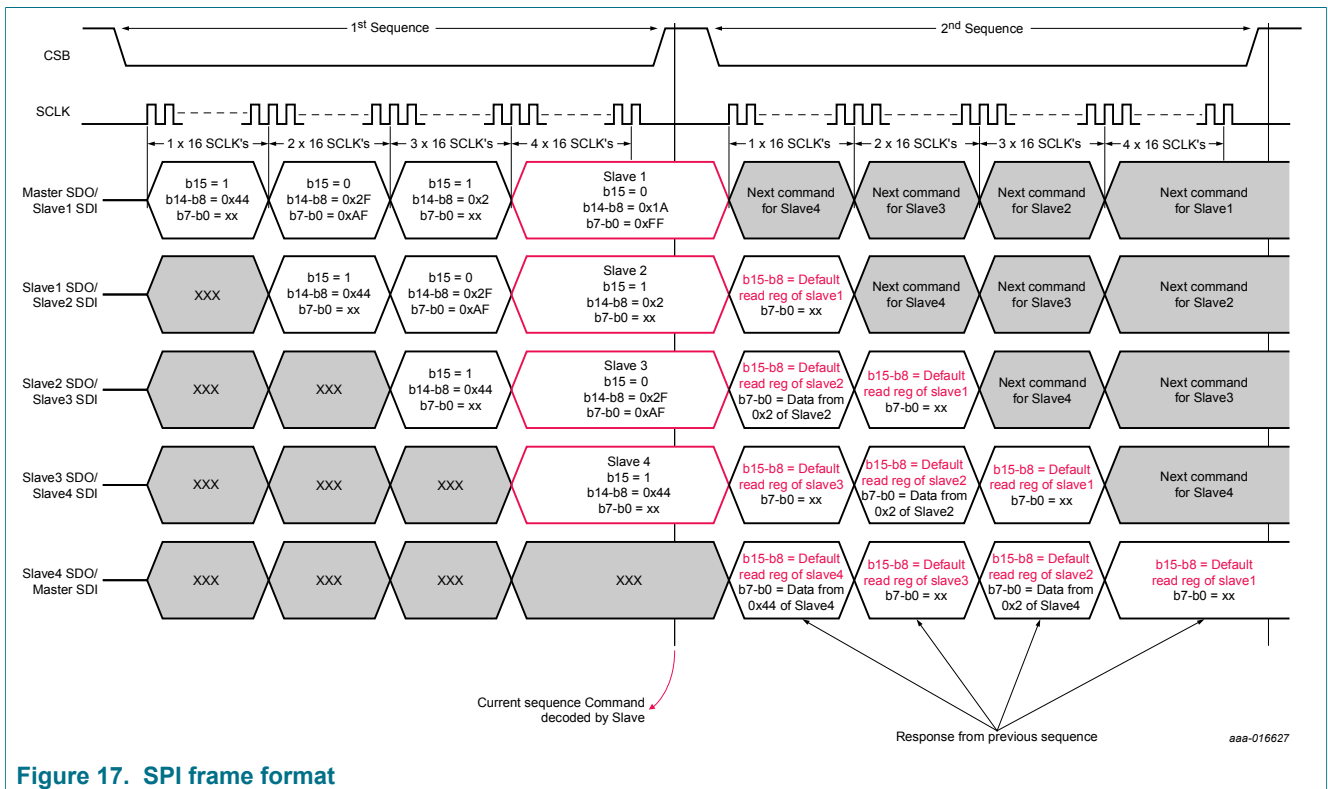 1st Sequence
2nd Sequence
CSB
SCLK
1 x 16 SCLK's
2 x 16 SCLK's
3 x 16 SCLK's
4 x 16 SCLK's
1 x 16 SCLK's
2 x 16 SCLK's
3 x 16 SCLK's
4 x 16 SCLK's
Master SDO/
Slave1 SDI
b15 = 1
b14-b8 = 0x44
b7-b0 = xx
b15 = 0
b14-b8 = 0x2F
b7-b0 = 0xAF
b15 = 1
b14-b8 = 0x2
b7-b0 = xx
Slave 1
b15 = 0
b14-b8 = 0x1A
b7-b0 = 0xFF
Next command
for Slave4
Next command
for Slave3
Next command
for Slave2
Next command
for Slave1
Slave1 SDO/
Slave2 SDI
XXX
b15 = 1
b14-b8 = 0x44
b7-b0 = xx
b15 = 0
b14-b8 = 0x2F
b7-b0 = 0xAF
Slave 2
b15 = 1
b14-b8 = 0x2
b7-b0 = xx
b15-b8 = Default
read reg of slave1
b7-b0 = xx
Next command
for Slave4
Next command
for Slave3
Next command
for Slave2
Slave2 SDO/
Slave3 SDI
XXX
XXX
b15 = 1
b14-b8 = 0x44
b7-b0 = xx
Slave 3
b15 = 0
b14-b8 = 0x2F
b7-b0 = 0xAF
b15-b8 = Default
read reg of slave2
b7-b0 = Data from
0x2 of Slave2
b15-b8 = Default
read reg of slave1
b7-b0 = xx
Next command
for Slave4
Next command
for Slave3
Slave3 SDO/
Slave4 SDI
XXX
XXX
XXX
Slave 4
b15 = 1
b14-b8 = 0x44
b7-b0 = xx
b15-b8 = Default
read reg of slave3
b7-b0 = xx
b15-b8 = Default
read reg of slave2
b7-b0 = Data from
0x2 of Slave2
b15-b8 = Default
read reg of slave1
b7-b0 = xx
Next command
for Slave4
Slave4 SDO/
Master SDI
XXX
XXX
XXX
XXX
b15-b8 = Default
read reg of slave4
b7-b0 = Data from
0x44 of Slave4
b15-b8 = Default
read reg of slave3
b7-b0 = xx
b15-b8 = Default
read reg of slave2
b7-b0 = Data from
0x2 of Slave4
b15-b8 = Default
read reg of slave1
b7-b0 = xx
Current sequence Command
decoded by Slave
Response from previous sequence
aaa-016627
Figure 17. SPI frame format